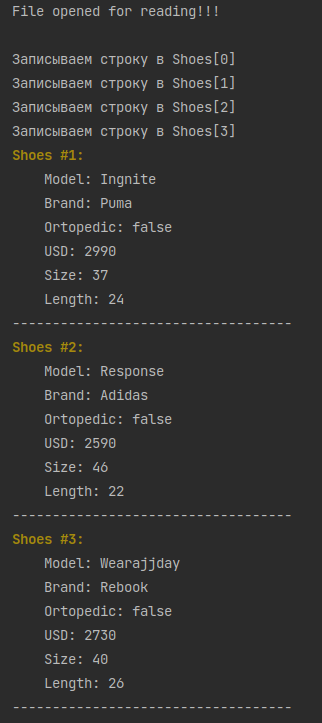 File opened for reading!!!
Записываем строку в Shoes[0]
Записываем строку в Shoes[1]
Записываем строку в Shoes[2]
Записываем строку в Shoes[3]
Shoes #1:
Model: Ingnite
Brand: Puma
Ortopedic: false
USD: 2990
Size: 37
Length: 24
-----------------------------------
Shoes #2:
Model: Response
Brand: Adidas
Ortopedic: false
USD: 2590
Size: 46
Length: 22
-----------------------------------
Shoes #3:
Model: Wearajjday
Brand: Rebook
Ortopedic: false
USD: 2730
Size: 40
Length: 26
-----------------------------------